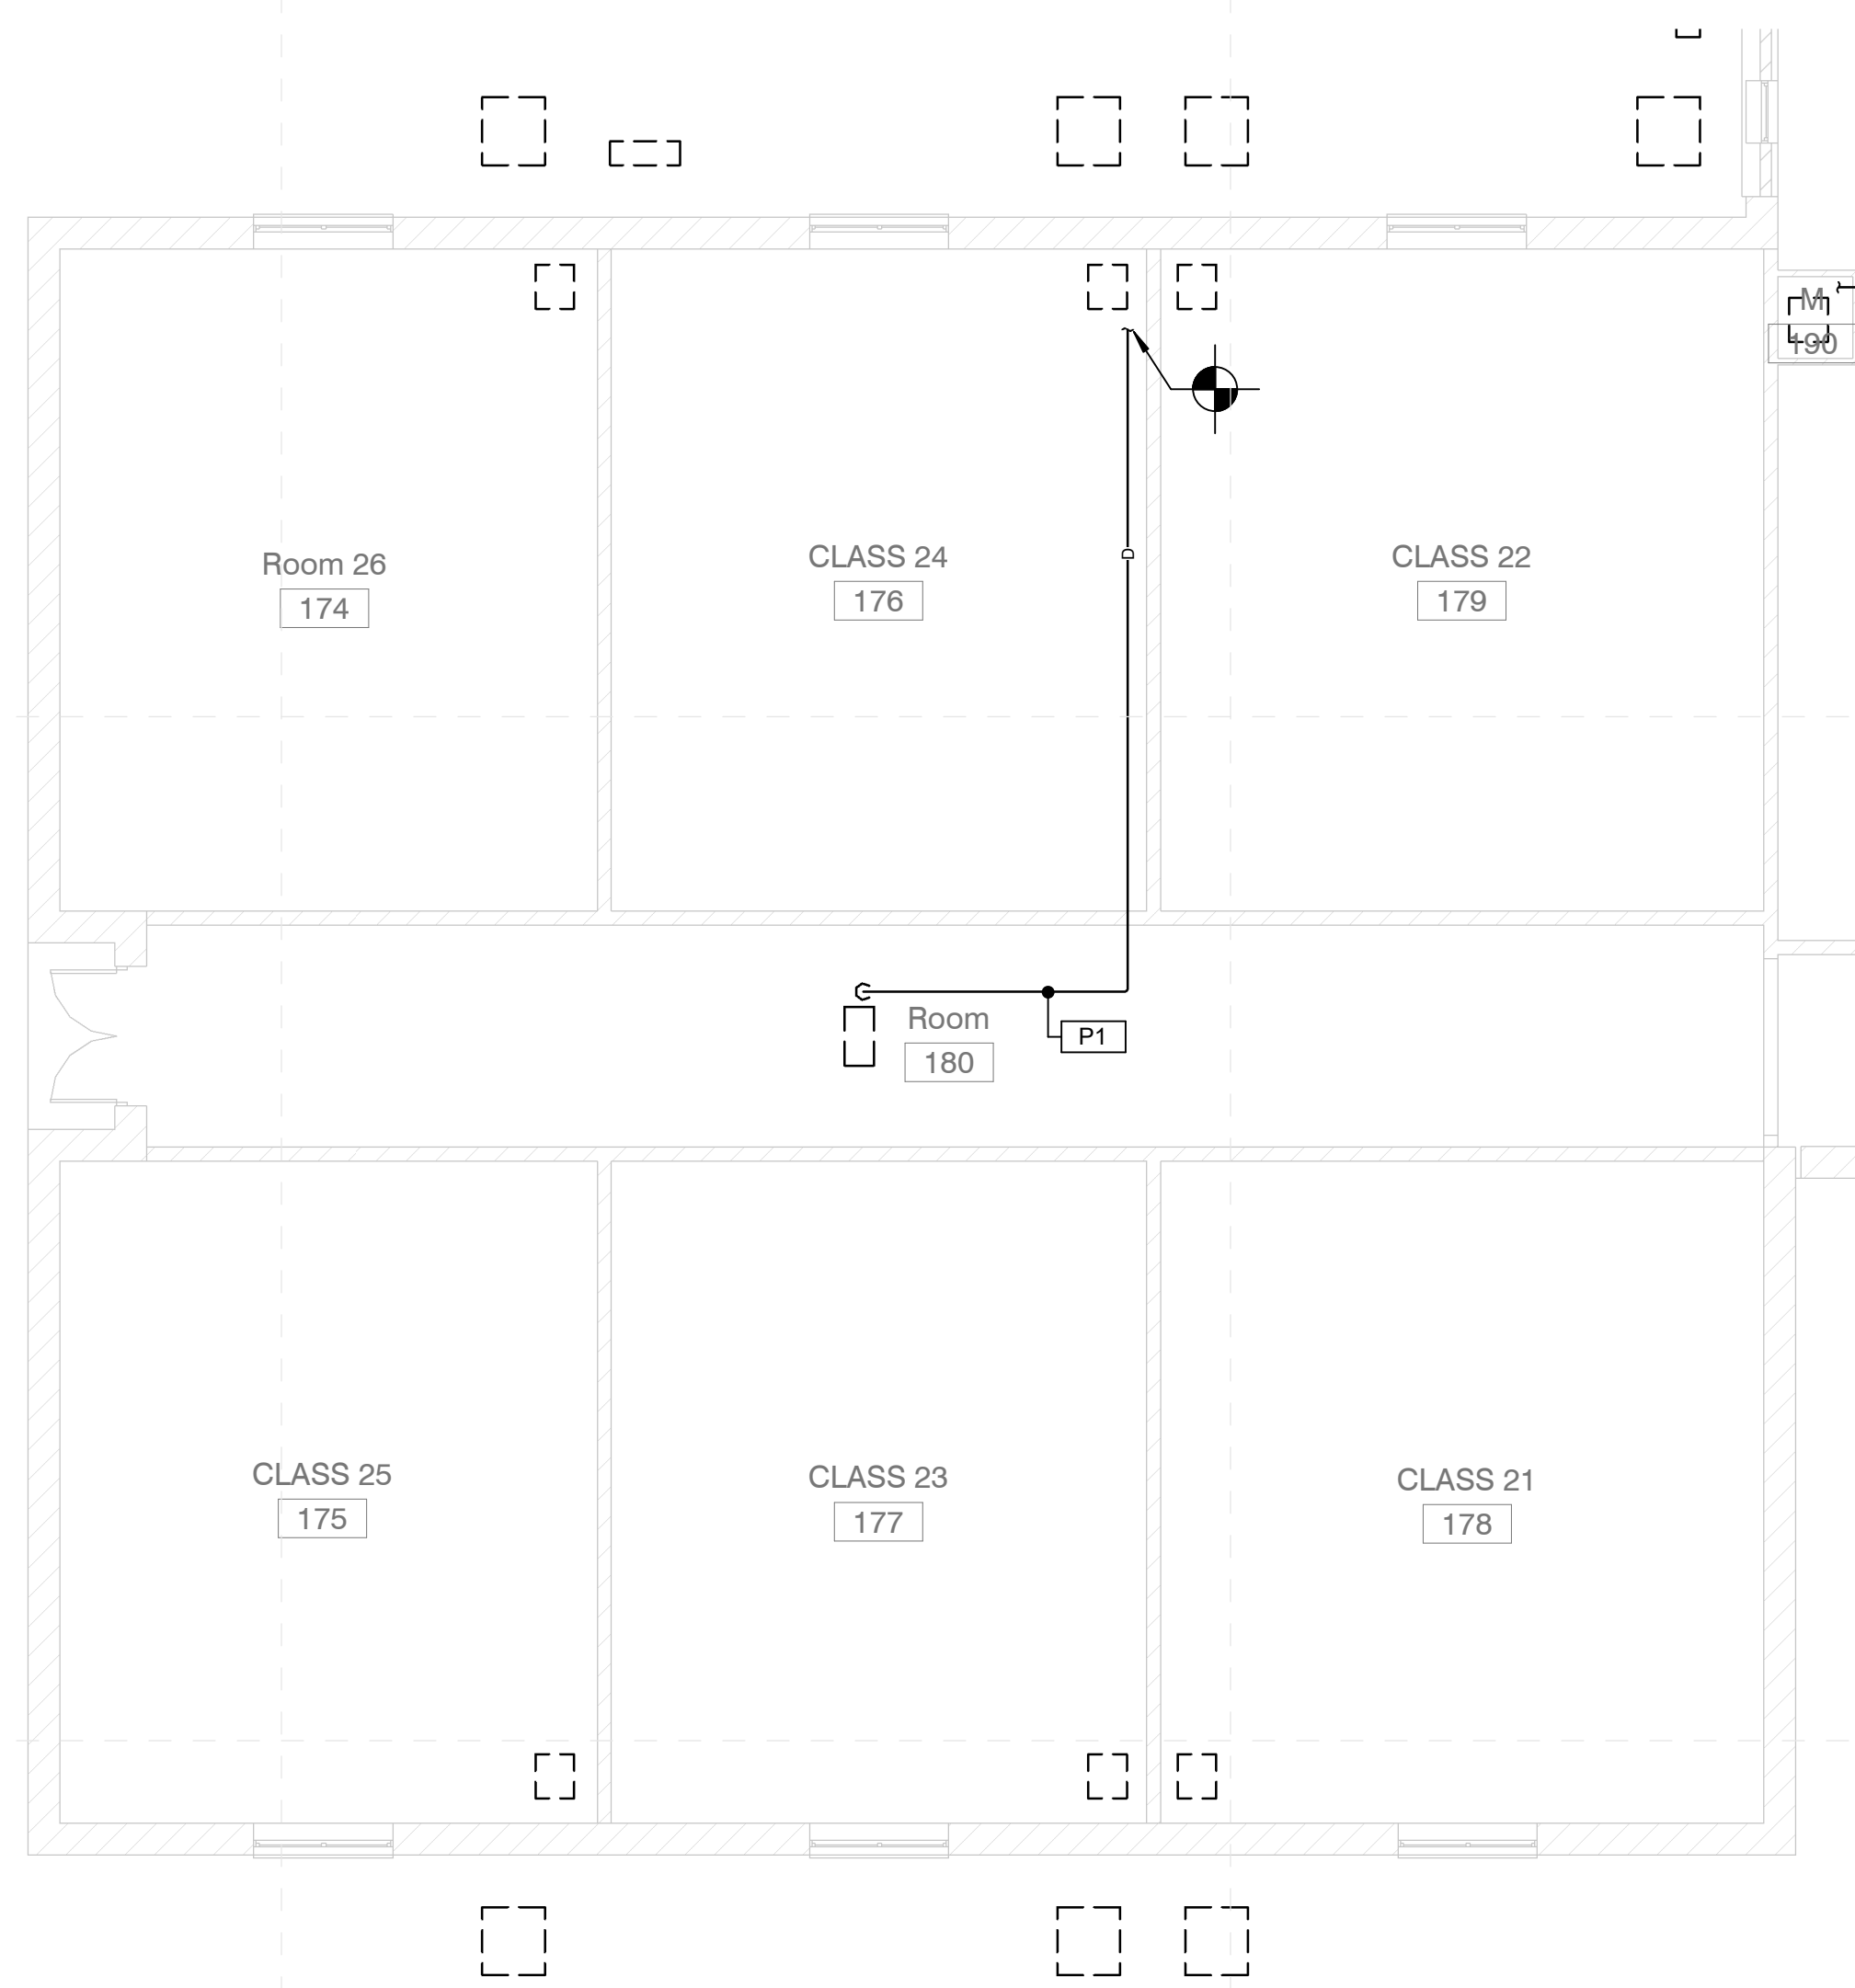 M
190
Room 26
174
CLASS 24
176
D
CLASS 22
179
Room
180
P1
CLASS 25
175
CLASS 23
177
CLASS 21
178